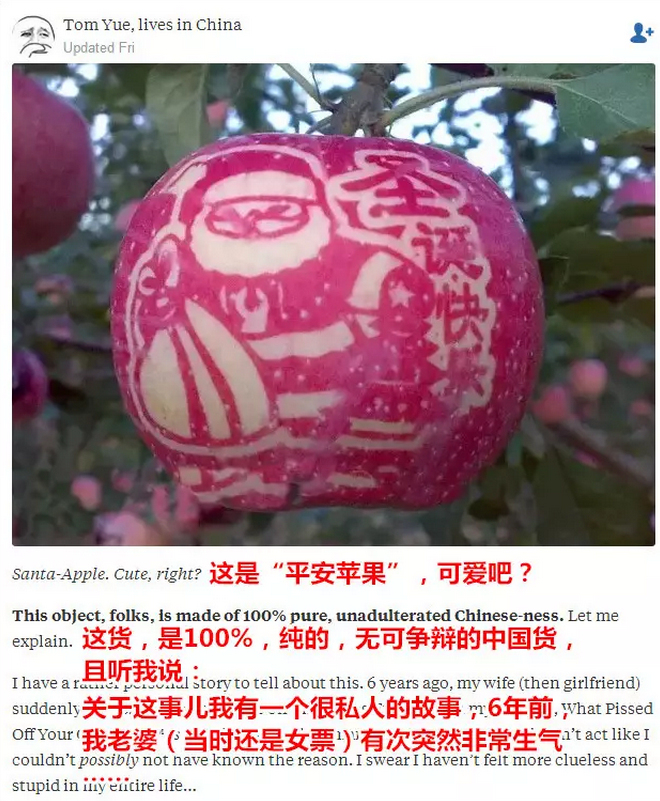 Tom Yue, lives in China
Updated Fri
圣诞快乐
Santa-Apple. Cute, right? 这是“平安苹果”，可爱吧？
This object, folks, is made of 100% pure, unadulterated Chinese-ness. Let me
explain. 这货，是100%，纯的，无可争辩的中国货，
且听我说：
I have a personal story to tell about this. 6 years ago, my wife (then girlfriend)
suddenly 关于这事儿我有一个很私人的故事，6年前， What Pissed
Off Your 我老婆（当时还是女票）有次突然非常生气 act like I
couldn't possibly not have known the reason. I swear I haven't felt more clueless and
……
stupid in my entire life...